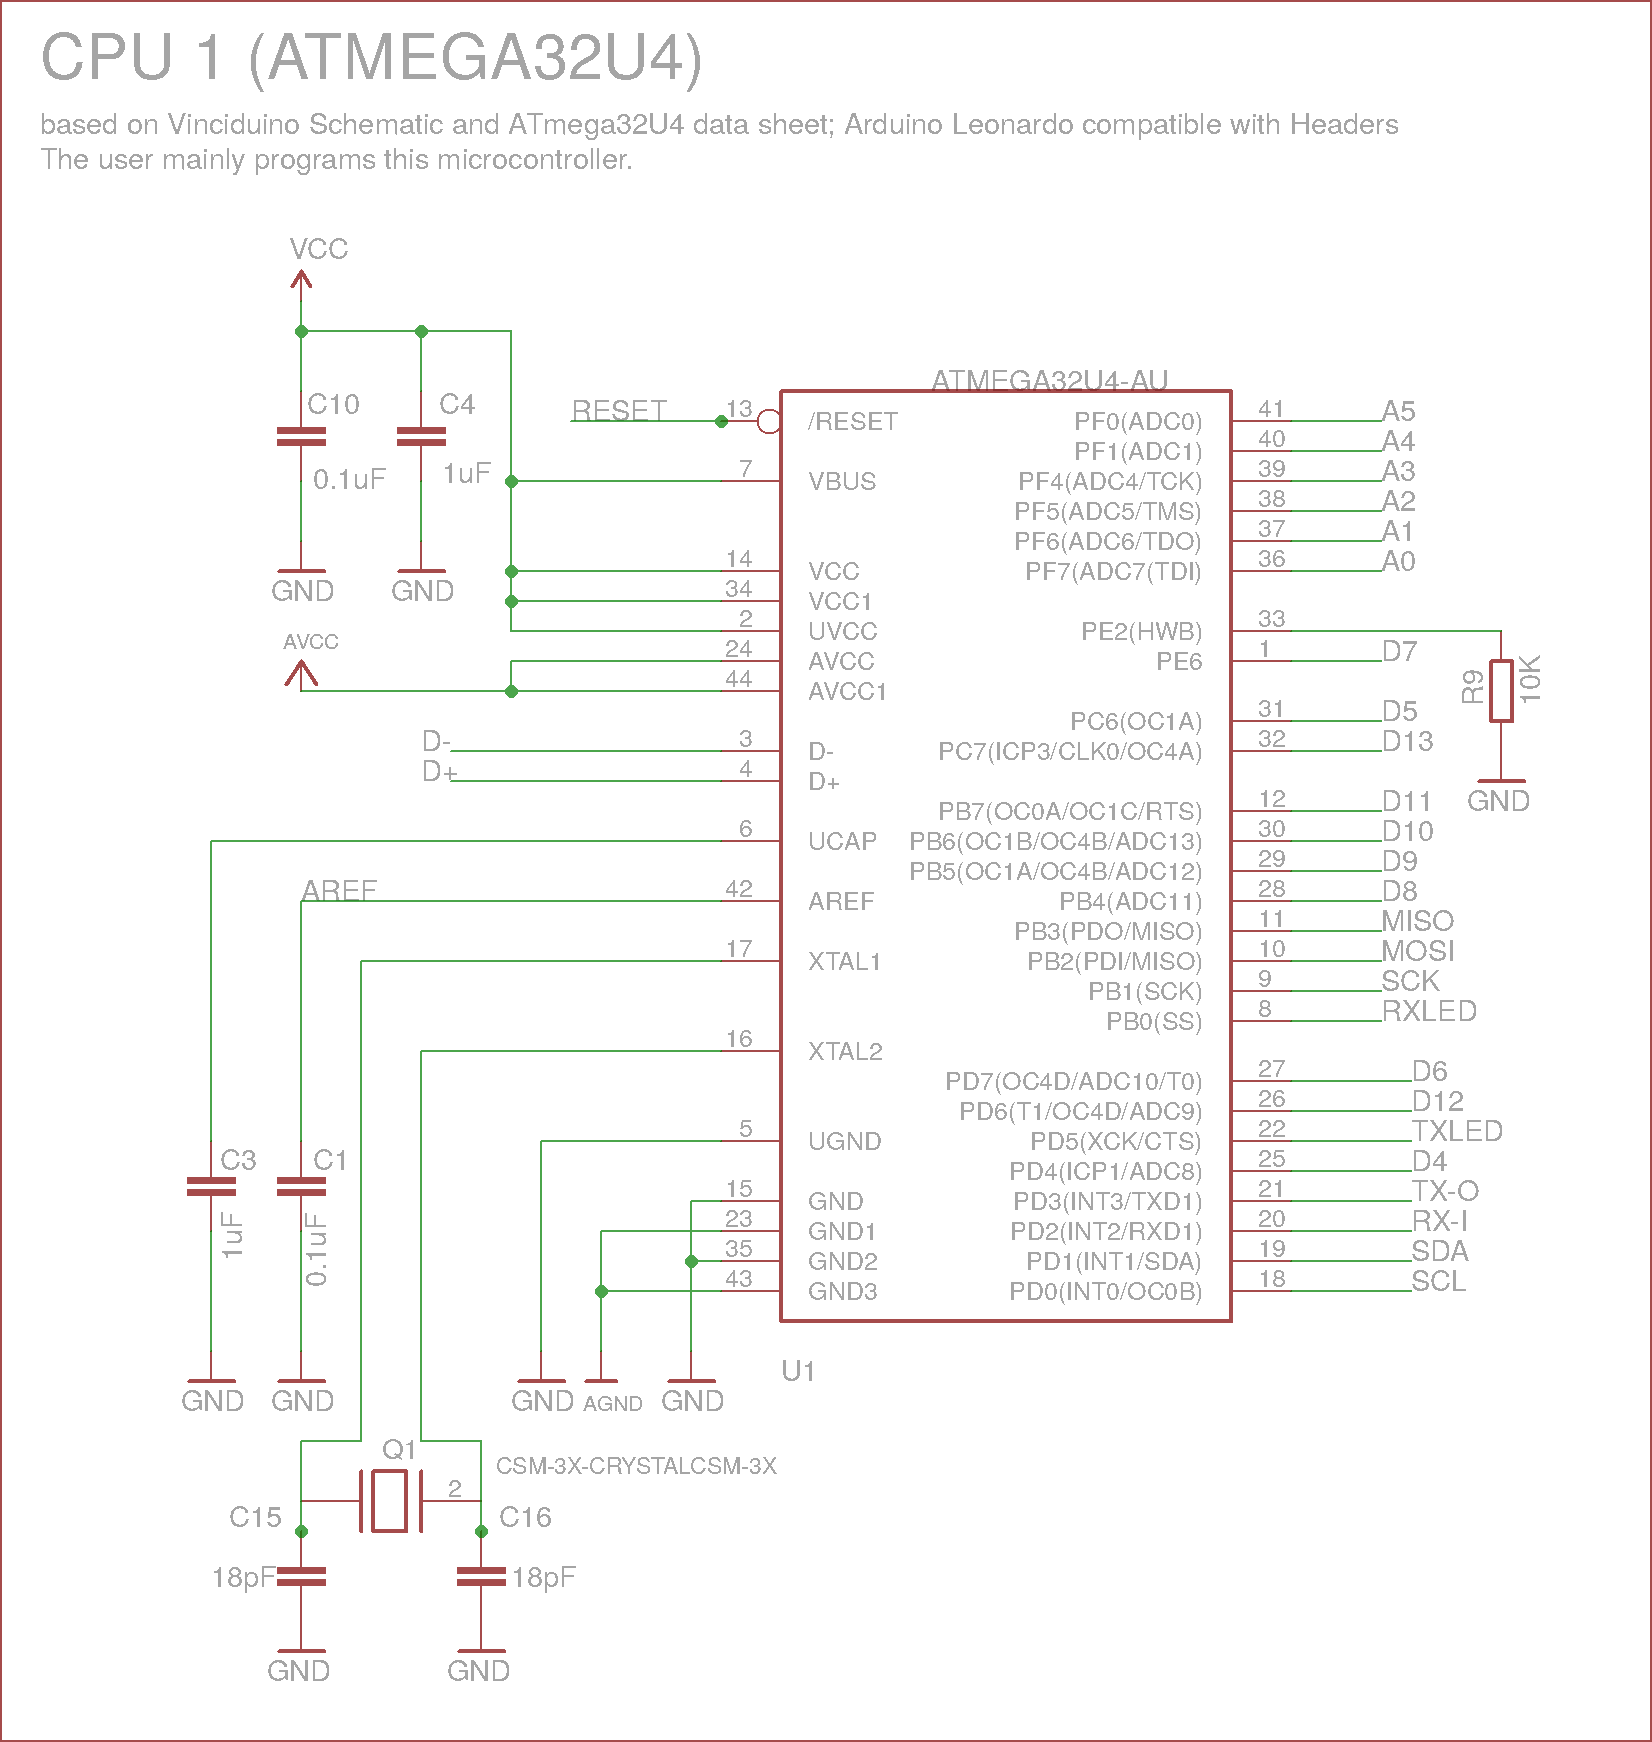 CPU 1 (ATMEGA32U4)
based on Vinciduino Schematic and ATmega32U4 data sheet; Arduino Leonardo compatible with Headers
The user mainly programs this microcontroller.
VCC
C10
0.1uF
C4
1uF
GND
GND
AVCC
D-
D+
AREF
C3
1uF
C1
0.1uF
GND
GND
GND
AGND
GND
Q1
2
CSM-3X-CRYSTALCSM-3X
C15
18pF
C16
18pF
GND
GND
ATMEGA32U4-AU
RESET
13
/RESET
7
VBUS
14
VCC
34
VCC1
2
UVCC
24
AVCC
44
AVCC1
3
D-
4
D+
6
UCAP
42
AREF
17
XTAL1
16
XTAL2
5
UGND
15
GND
23
GND1
35
GND2
43
GND3
U1
PF0(ADC0) 41 A5
PF1(ADC1) 40 A4
PF4(ADC4/TCK) 39 A3
PF5(ADC5/TMS) 38 A2
PF6(ADC6/TDO) 37 A1
PF7(ADC7(TDI) 36 A0
PE2(HWB) 33
PE6 1 D7
R9
10K
GND
PC6(OC1A) 31 D5
PC7(ICP3/CLK0/OC4A) 32 D13
PB7(OC0A/OC1C/RTS) 12 D11
PB6(OC1B/OC4B/ADC13) 30 D10
PB5(OC1A/OC4B/ADC12) 29 D9
PB4(ADC11) 28 D8
PB3(PDO/MISO) 11 MISO
PB2(PDI/MISO) 10 MOSI
PB1(SCK) 9 SCK
PB0(SS) 8 RXLED
PD7(OC4D/ADC10/T0) 27 D6
PD6(T1/OC4D/ADC9) 26 D12
PD5(XCK/CTS) 22 TXLED
PD4(ICP1/ADC8) 25 D4
PD3(INT3/TXD1) 21 TX-O
PD2(INT2/RXD1) 20 RX-I
PD1(INT1/SDA) 19 SDA
PD0(INT0/OC0B) 18 SCL